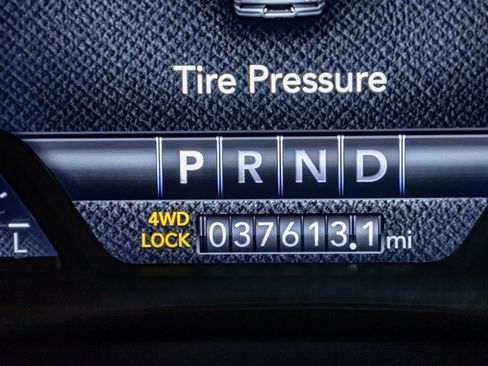 Tire Pressure
P R N D
4WD
LOCK 037613.1 mi
L